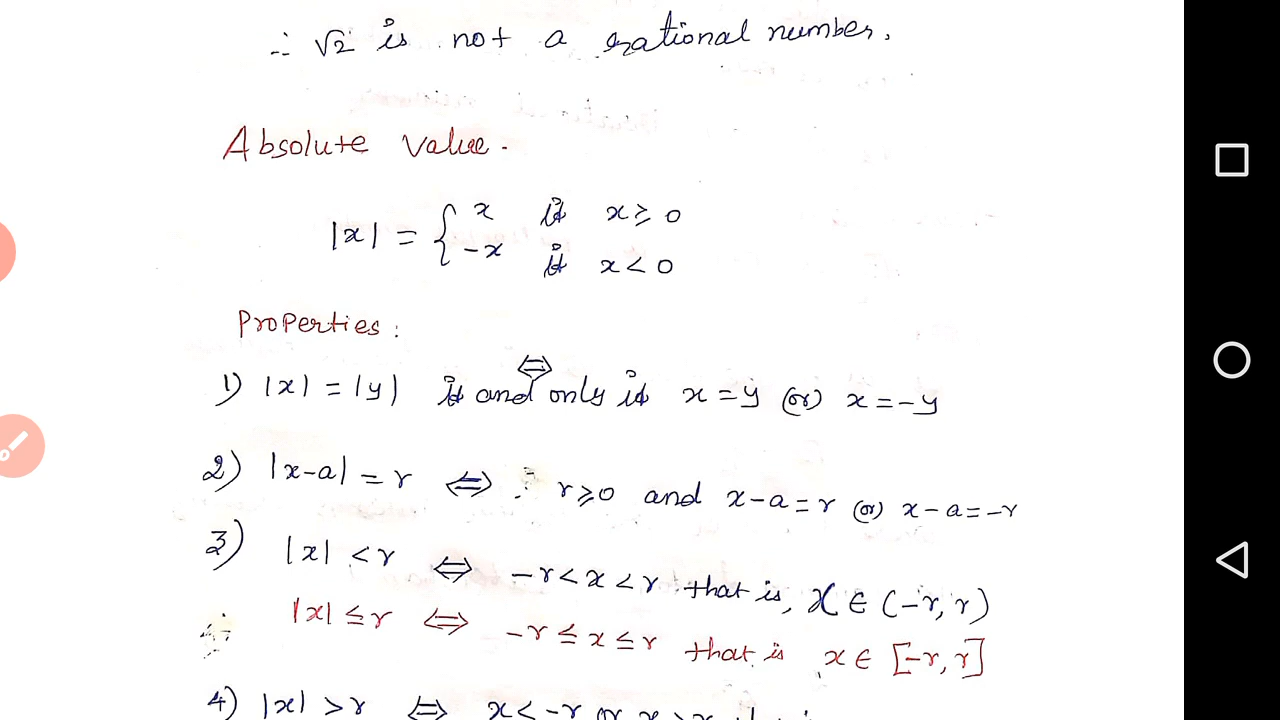 ∴ √2 is not a rational number.
Absolute Value.
|x| = { x if x ≥ 0
-x if x < 0
Properties:
1) |x| = |y| ⇔ if and only if x = y (or) x = -y
2) |x-a| = r ⇔ r ≥ 0 and x-a = r (or) x-a = -r
3) |x| < r ⇔ -r < x < r that is, x ∈ (-r, r)
|x| ≤ r ⇔ -r ≤ x ≤ r that is x ∈ [-r, r]
4) |x| > r ⇔ x < -r or x >